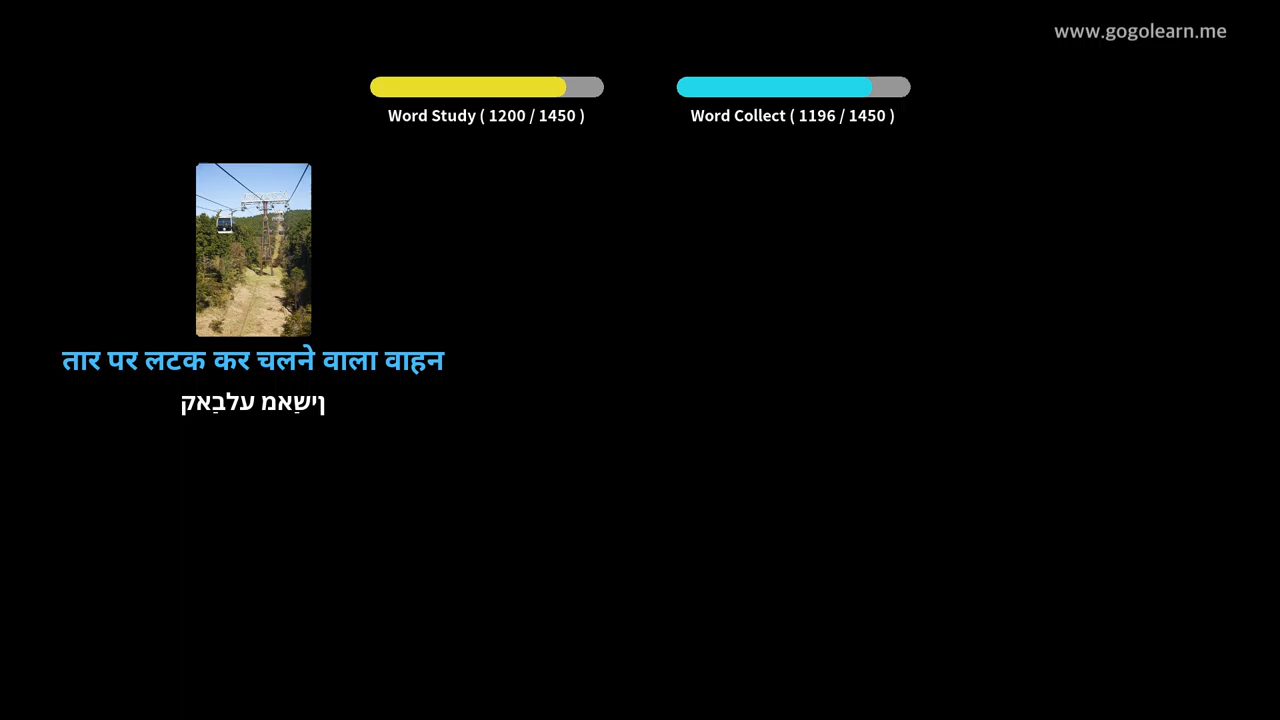 www.gogolearn.me
Word Study ( 1200 / 1450 )
Word Collect ( 1196 / 1450 )
तार पर लटक कर चलने वाला वाहन
ןישַאמ עלבַאק